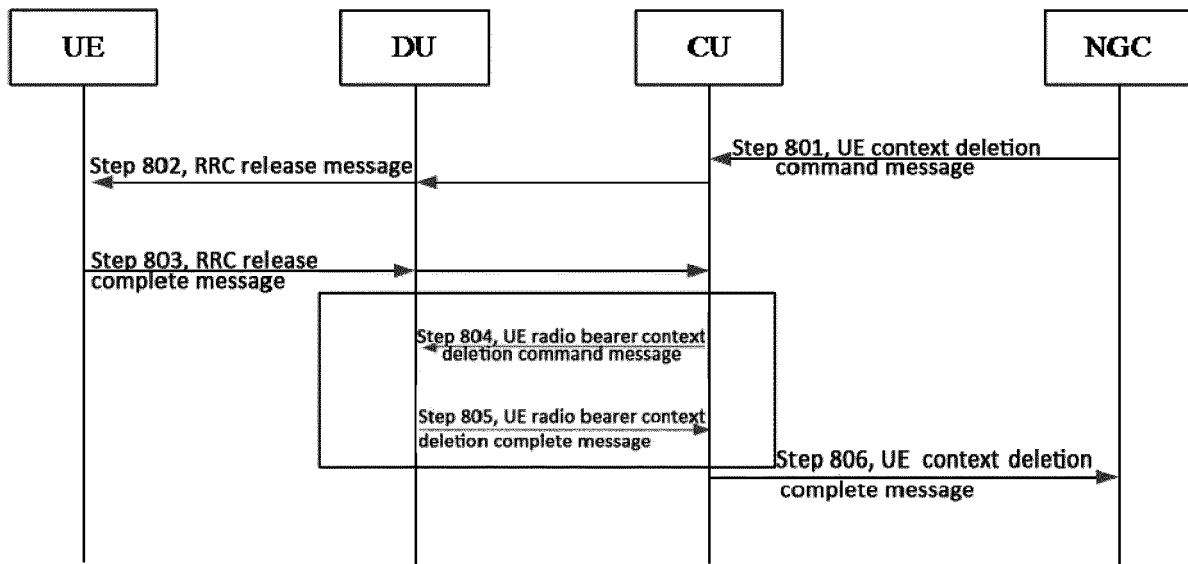 UE
DU
CU
NGC
Step 801, UE context deletion
command message
Step 802, RRC release message
Step 803, RRC release
complete message
Step 804, UE radio bearer context
deletion command message
Step 805, UE radio bearer context
deletion complete message
Step 806, UE context deletion
complete message